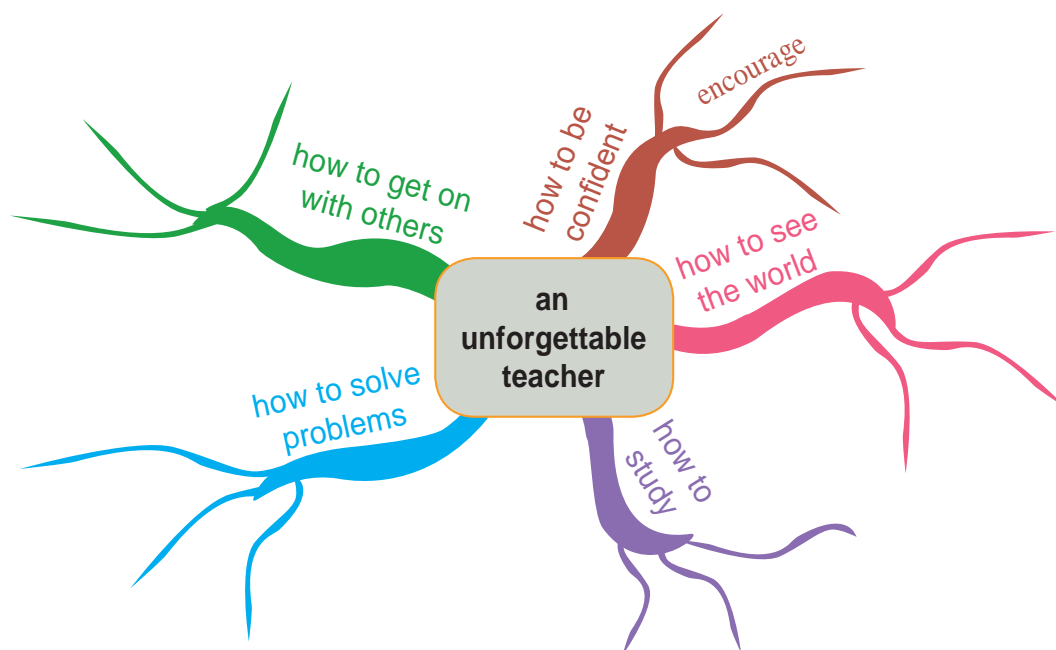 encourage
how to be
confident
how to get on
with others
how to see
the world
an
unforgettable
teacher
how to solve
problems
how to
study